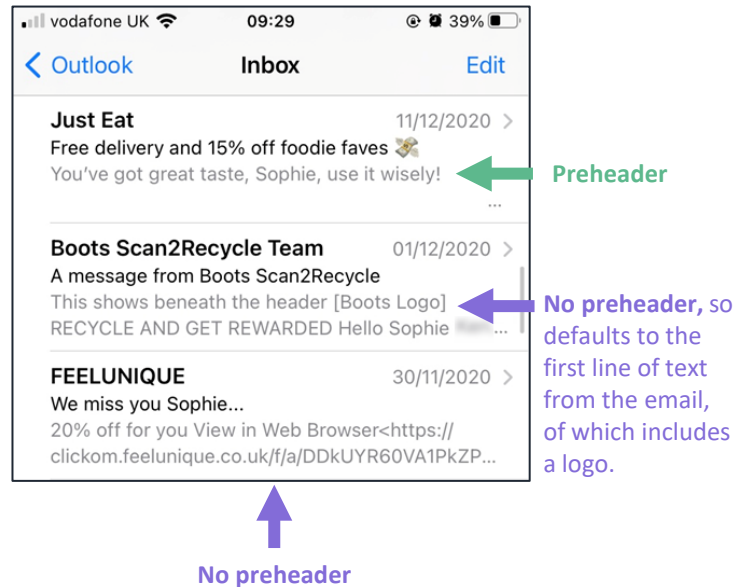 vodafone UK 09:29 39%
Outlook Inbox Edit
Just Eat 11/12/2020
Free delivery and 15% off foodie faves
You've got great taste, Sophie, use it wisely!
...
Preheader
Boots Scan2Recycle Team 01/12/2020
A message from Boots Scan2Recycle
This shows beneath the header [Boots Logo]
RECYCLE AND GET REWARDED Hello Sophie ...
No preheader, so
defaults to the
first line of text
from the email,
of which includes
a logo.
FEELUNIQUE 30/11/2020
We miss you Sophie...
20% off for you View in Web Browser<https://
clickom.feelunique.co.uk/f/a/DDkUYR60VA1PkZP...
No preheader